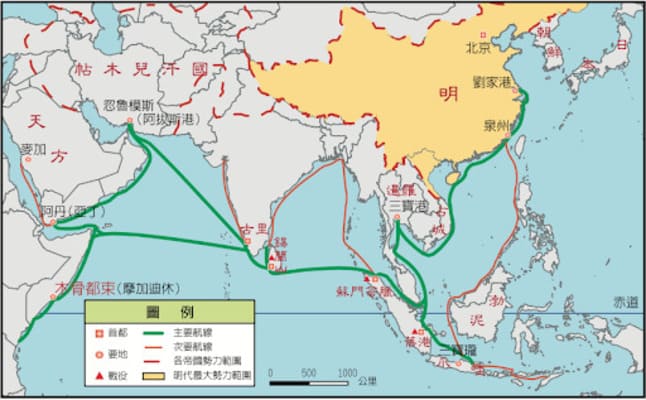 朝鮮
日本
北京
劉家港
明
泉州
帖木兒汗國
忽魯模斯
(阿拔斯港)
天方
麥加
阿丹(亞丁)
暹羅
三寶港
占城
古里
錫蘭山
木骨都束(摩加迪休)
蘇門答臘
赤道
渤泥
舊港
三寶瓏
圖例
首都
要地
戰役
主要航線
次要航線
各帝國勢力範圍
明代最大勢力範圍
0 500 1000
公里